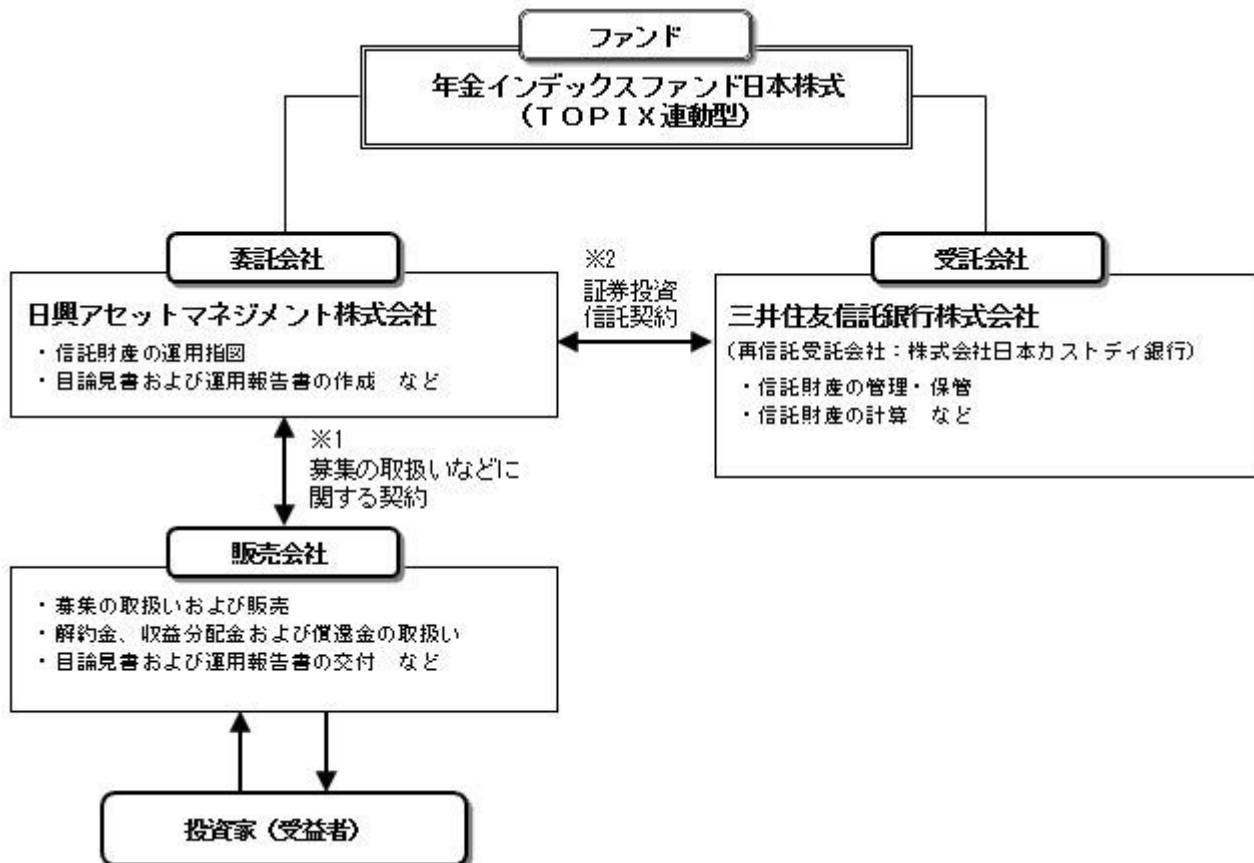 ファンド
年金インデックスファンド日本株式
(TOPIX連動型)
委託会社
日興アセットマネジメント株式会社
・信託財産の運用指図
・目論見書および運用報告書の作成 など
※2
証券投資
信託契約
受託会社
三井住友信託銀行株式会社
(再信託受託会社:株式会社日本カストディ銀行)
・信託財産の管理・保管
・信託財産の計算 など
※1
募集の取扱いなどに
関する契約
販売会社
・募集の取扱いおよび販売
・解約金、収益分配金および償還金の取扱い
・目論見書および運用報告書の交付 など
投資家(受益者)